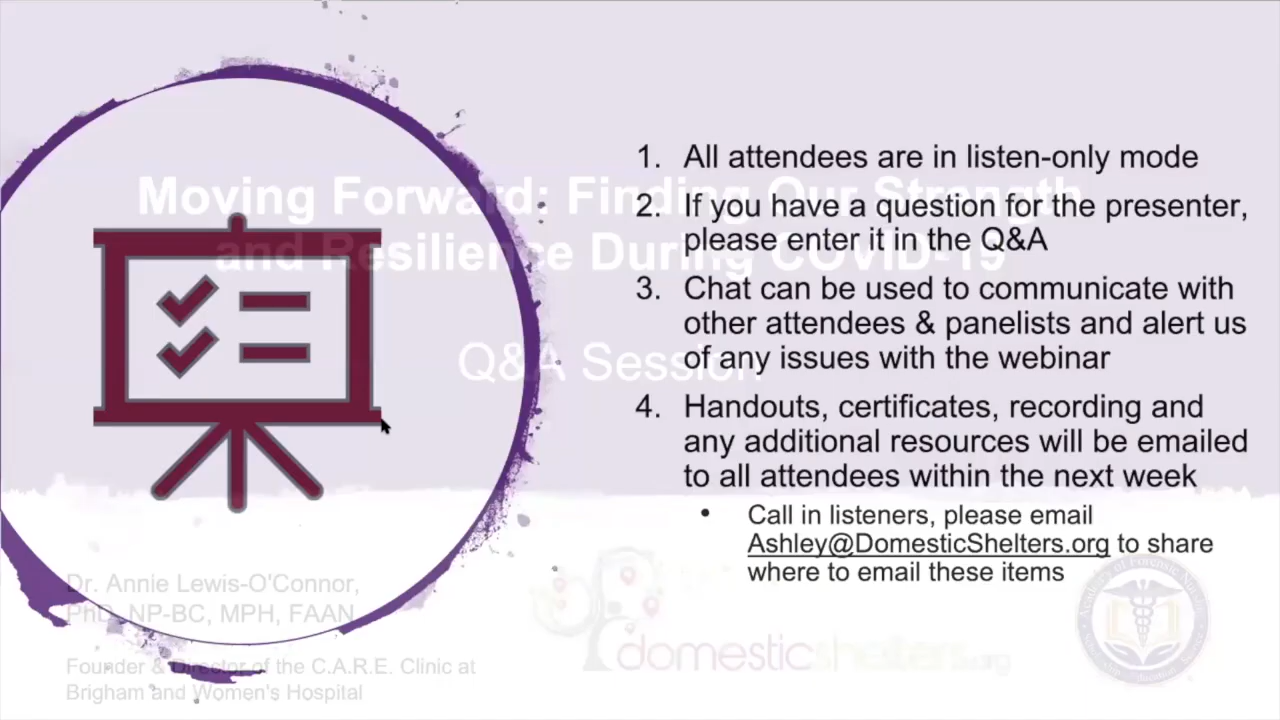 Moving Forward: Finding Our Strength
and Resilience During COVID-19
Q&A Session
1. All attendees are in listen-only mode
2. If you have a question for the presenter,
please enter it in the Q&A
3. Chat can be used to communicate with
other attendees & panelists and alert us
of any issues with the webinar
4. Handouts, certificates, recording and
any additional resources will be emailed
to all attendees within the next week
• Call in listeners, please email
Ashley@DomesticShelters.org to share
where to email these items
Dr. Annie Lewis-O'Connor,
PhD, NP-BC, MPH, FAAN
Founder & Director of the C.A.R.E. Clinic at
Brigham and Women's Hospital
domesticshelters.org